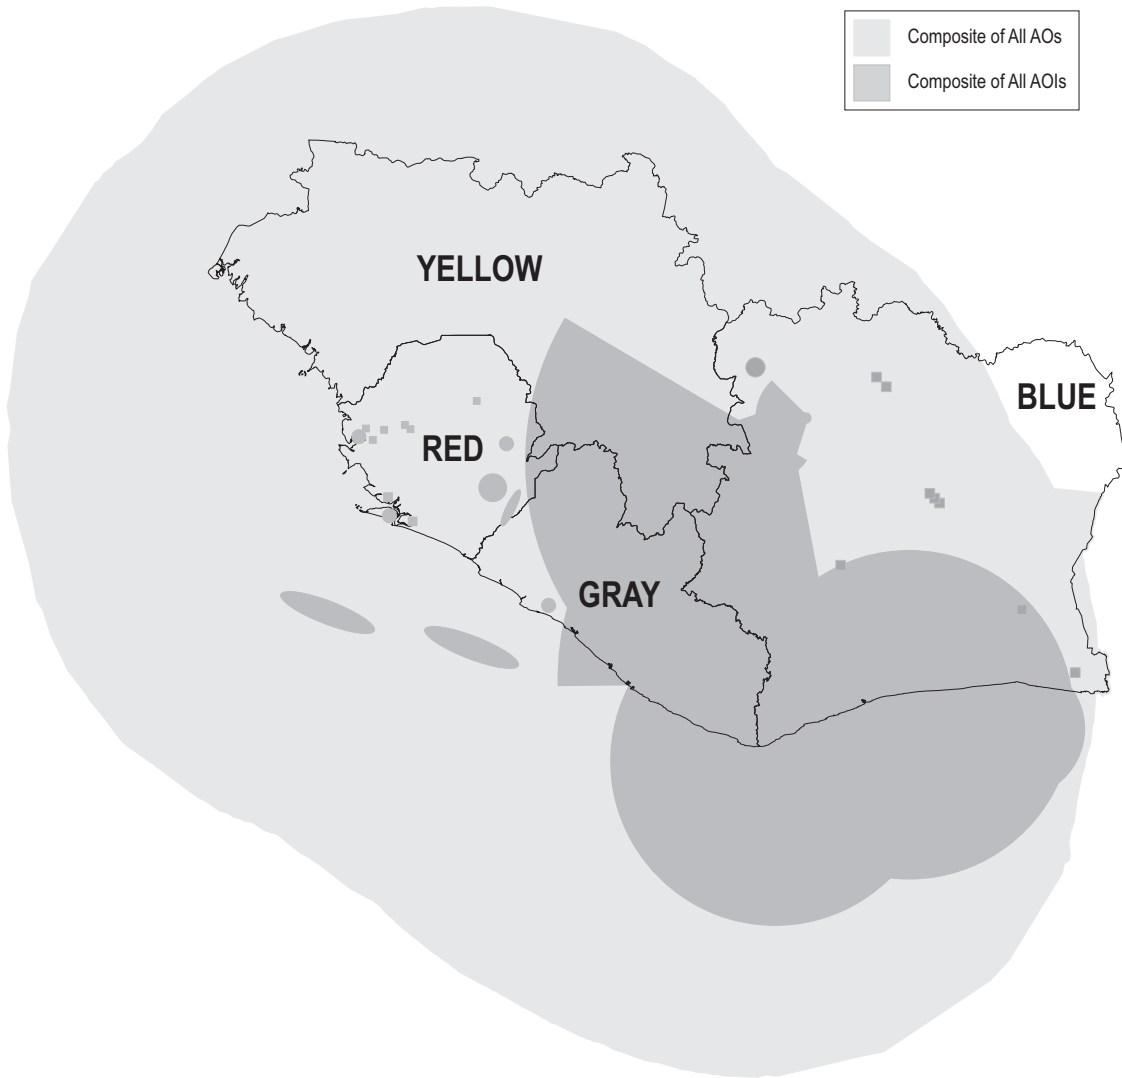 Composite of All AOs
Composite of All AOIs
YELLOW
BLUE
RED
GRAY